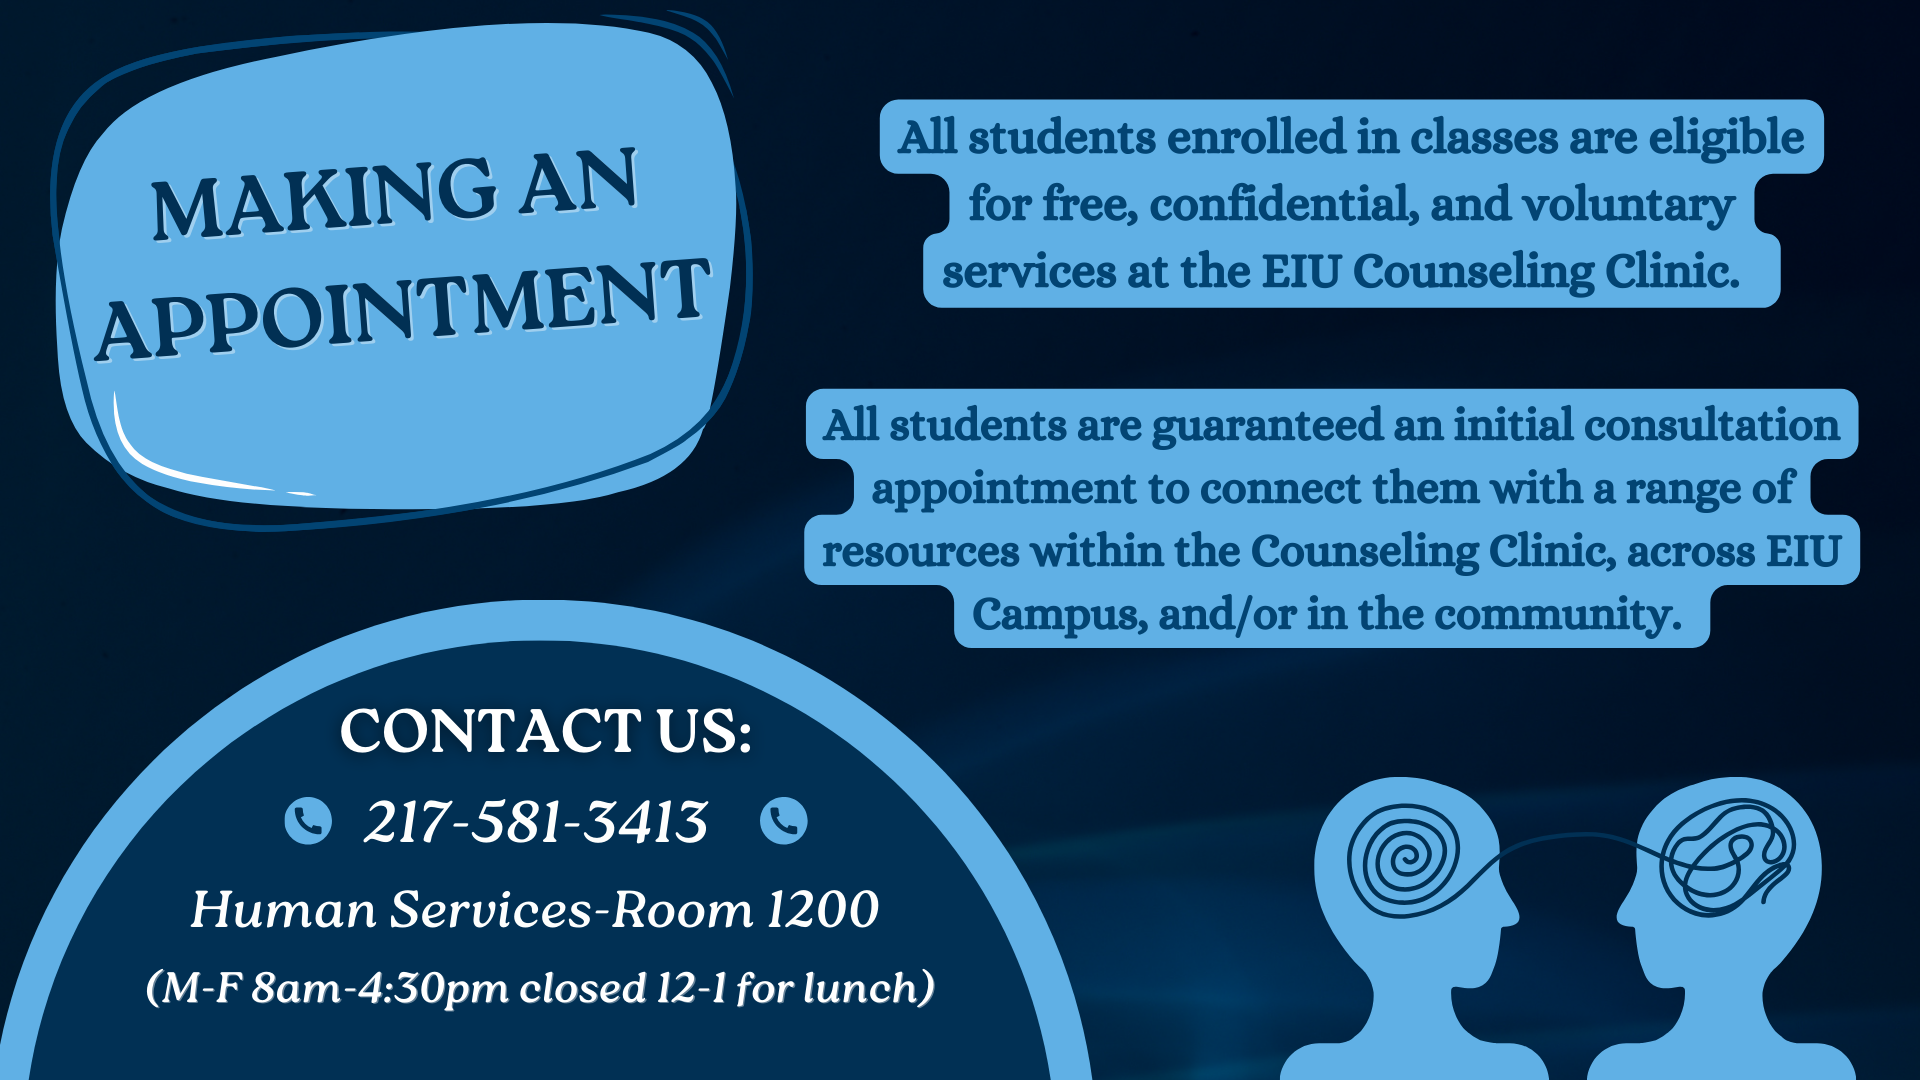 MAKING AN
APPOINTMENT
All students enrolled in classes are eligible
for free, confidential, and voluntary
services at the EIU Counseling Clinic.
All students are guaranteed an initial consultation
appointment to connect them with a range of
resources within the Counseling Clinic, across EIU
Campus, and/or in the community.
CONTACT US:
217-581-3413
Human Services-Room 1200
(M-F 8am-4:30pm closed 12-1 for lunch)